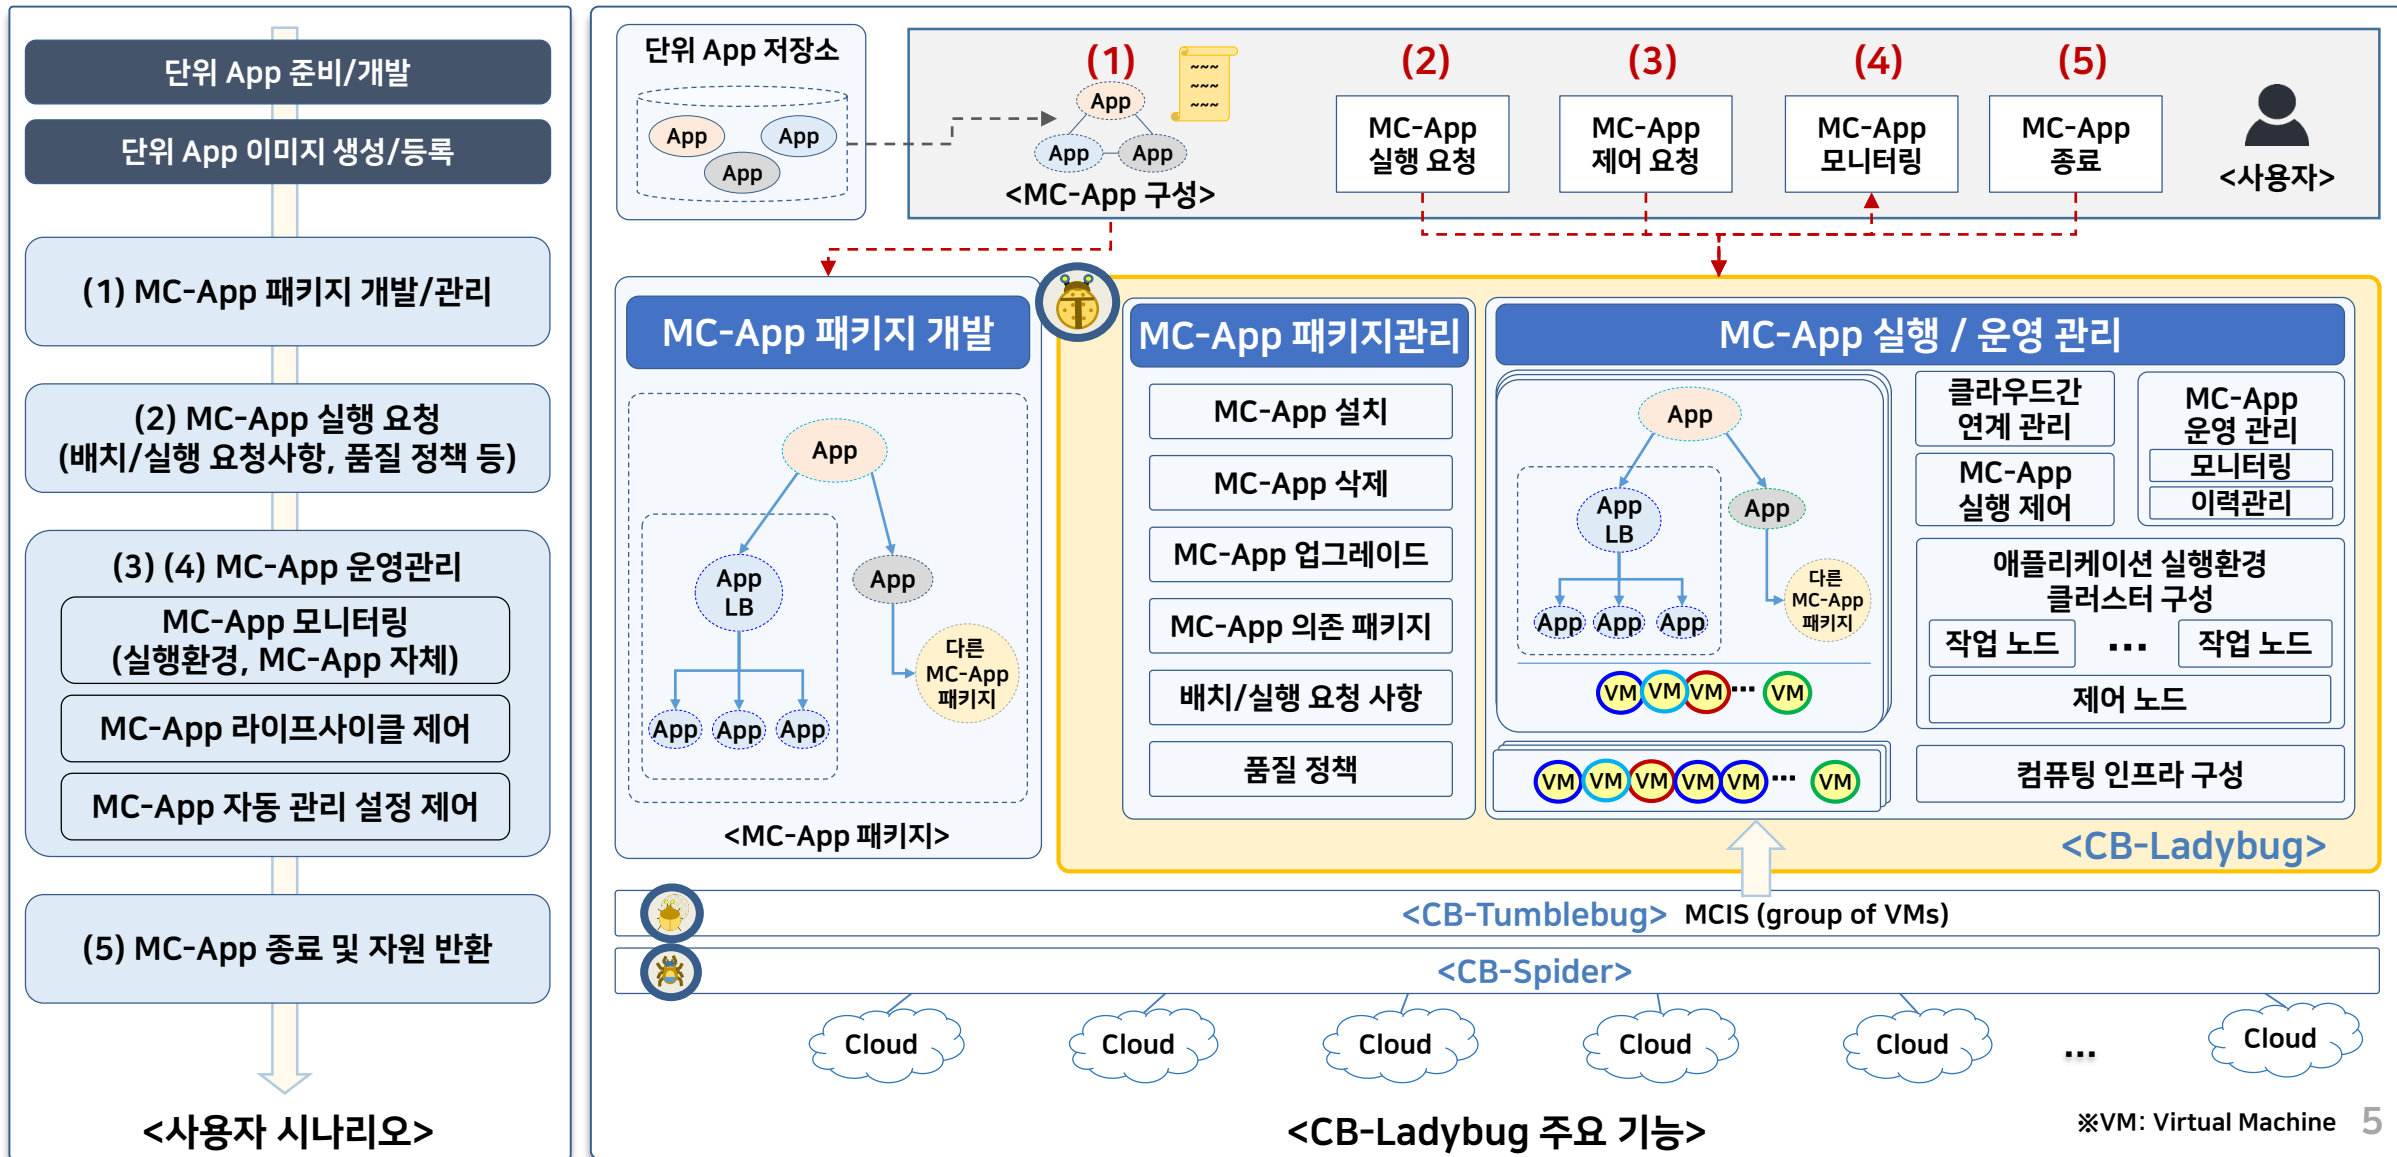 단위 App 준비/개발
단위 App 이미지 생성/등록
(1) MC-App 패키지 개발/관리
(2) MC-App 실행 요청
(배치/실행 요청사항, 품질 정책 등)
(3) (4) MC-App 운영관리
MC-App 모니터링
(실행환경, MC-App 자체)
MC-App 라이프사이클 제어
MC-App 자동 관리 설정 제어
(5) MC-App 종료 및 자원 반환
<사용자 시나리오>
단위 App 저장소
App
App
App
(1)
~~~
~~~
~~~
App
App
App
<MC-App 구성>
(2)
MC-App
실행 요청
(3)
MC-App
제어 요청
(4)
MC-App
모니터링
(5)
MC-App
종료
<사용자>
MC-App 패키지 개발
App
App
LB
App
App
App
App
다른
MC-App
패키지
<MC-App 패키지>
MC-App 패키지관리
MC-App 설치
MC-App 삭제
MC-App 업그레이드
MC-App 의존 패키지
배치/실행 요청 사항
품질 정책
MC-App 실행 / 운영 관리
App
App
LB
App
App
App
App
다른
MC-App
패키지
VM VM VM ... VM
VM VM VM VM VM ... VM
클라우드간
연계 관리
MC-App
실행 제어
MC-App
운영 관리
모니터링
이력관리
애플리케이션 실행환경
클러스터 구성
작업 노드 ... 작업 노드
제어 노드
컴퓨팅 인프라 구성
<CB-Ladybug>
<CB-Tumblebug> MCIS (group of VMs)
<CB-Spider>
Cloud Cloud Cloud Cloud Cloud ... Cloud
<CB-Ladybug 주요 기능>
※VM: Virtual Machine 5